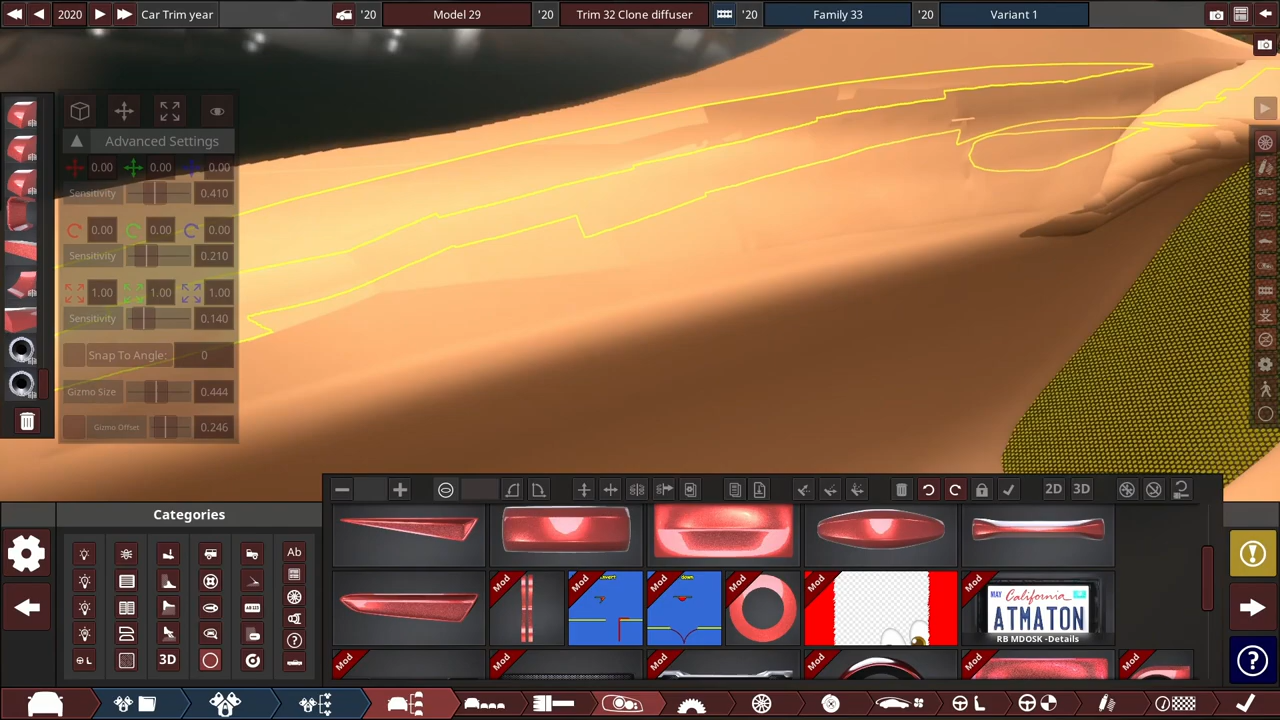 2020
Car Trim year
'20
Model 29
'20
Trim 32 Clone diffuser
'20
Family 33
'20
Variant 1
Advanced Settings
0.00
0.00
0.00
Sensitivity
0.410
0.00
0.00
0.00
Sensitivity
0.210
1.00
1.00
1.00
Sensitivity
0.140
Snap To Angle:
0
Gizmo Size
0.444
Gizmo Offset
0.246
2D
3D
Categories
Ab
L
3D
Mod
Mod
Mod
Mod
Mod
Mod
down
MAY
California
ATMATON
RB MDOSK -Details
Mod
Mod
Mod
Mod
Mod
Mod